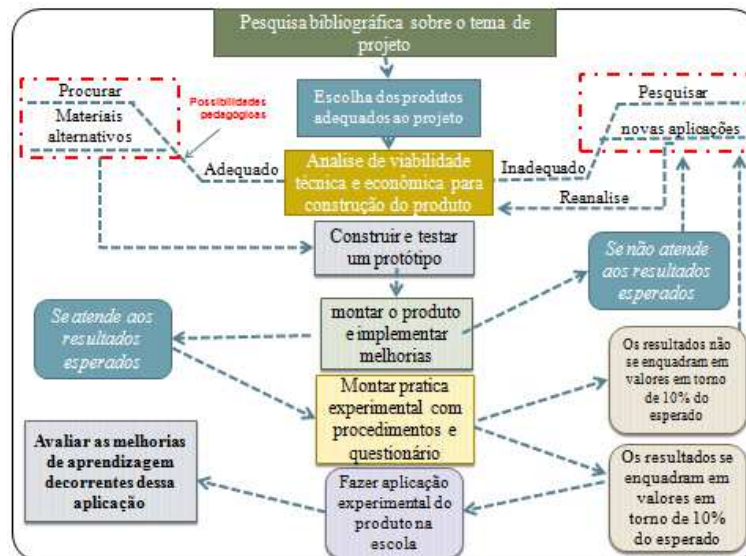 Pesquisa bibliográfica sobre o tema de
projeto
Procurar
Materiais
alternativos
Possibilidades
pedagógicas
Escolha dos produtos
adequados ao projeto
Pesquisar
novas aplicações
Adequado
Analise de viabilidade
técnica e econômica para
construção do produto
Inadequado
Reanalise
Construir e testar
um protótipo
Se não atende
aos resultados
esperados
Se atende aos
resultados
esperados
montar o produto
e implementar
melhorias
Os resultados não
se enquadram em
valores em torno
de 10% do
esperado
Montar pratica
experimental com
procedimentos e
questionário
Avaliar as melhorias
de aprendizagem
decorrentes dessa
aplicação
Fazer aplicação
experimental do
produto na
escola
Os resultados se
enquadram em
valores em
torno de 10%
do esperado